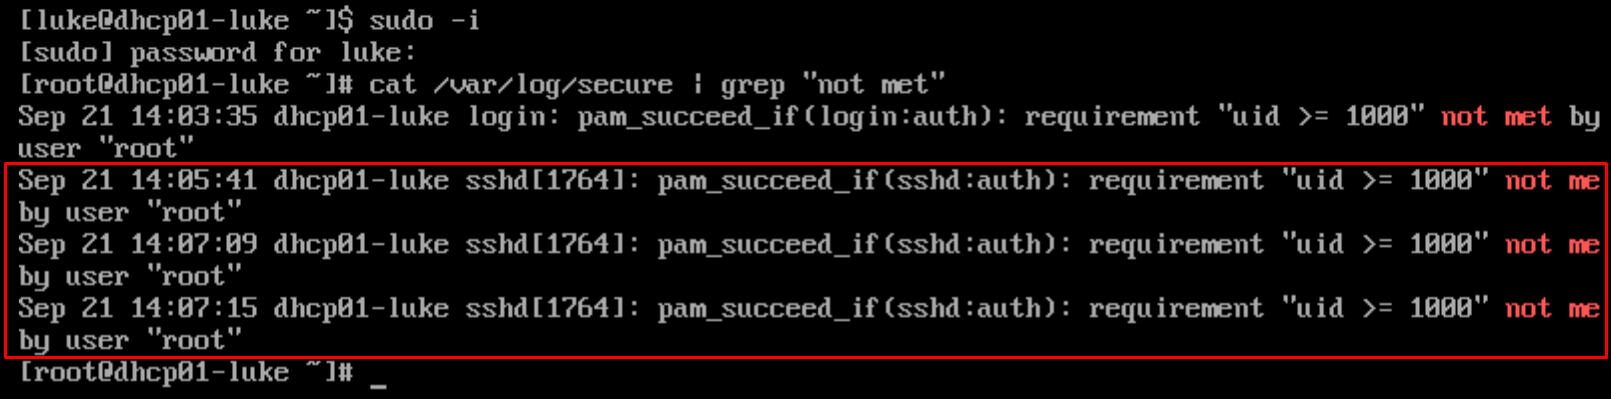 [luke@dhcp01-luke ~]$ sudo -i
[sudo] password for luke:
[root@dhcp01-luke ~]# cat /var/log/secure | grep "not met"
Sep 21 14:03:35 dhcp01-luke login: pam_succeed_if(login:auth): requirement "uid >= 1000" not met by
user "root"
Sep 21 14:05:41 dhcp01-luke sshd[1764]: pam_succeed_if(sshd:auth): requirement "uid >= 1000" not me
by user "root"
Sep 21 14:07:09 dhcp01-luke sshd[1764]: pam_succeed_if(sshd:auth): requirement "uid >= 1000" not me
by user "root"
Sep 21 14:07:15 dhcp01-luke sshd[1764]: pam_succeed_if(sshd:auth): requirement "uid >= 1000" not me
by user "root"
[root@dhcp01-luke ~]# _